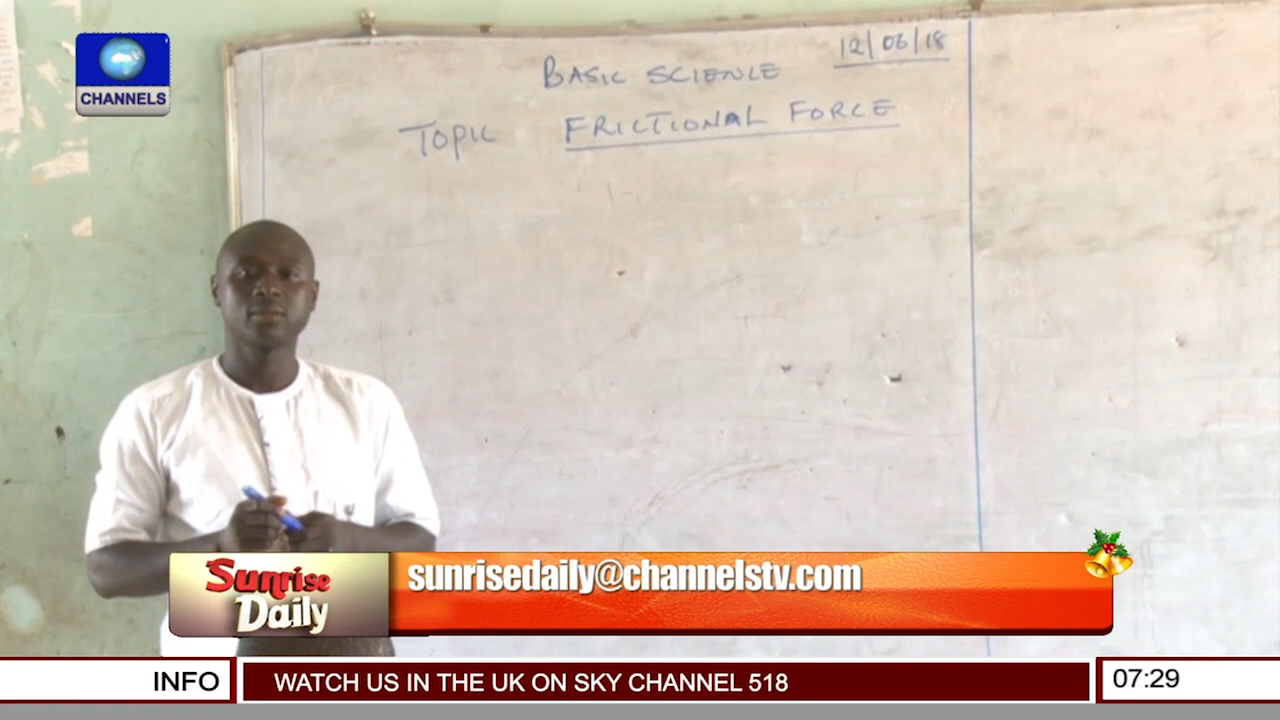 CHANNELS
12/06/18
BASIC SCIENCE
TOPIC FRICTIONAL FORCE
Sunrise
Daily
sunrisedaily@channelstv.com
INFO
WATCH US IN THE UK ON SKY CHANNEL 518
07:29